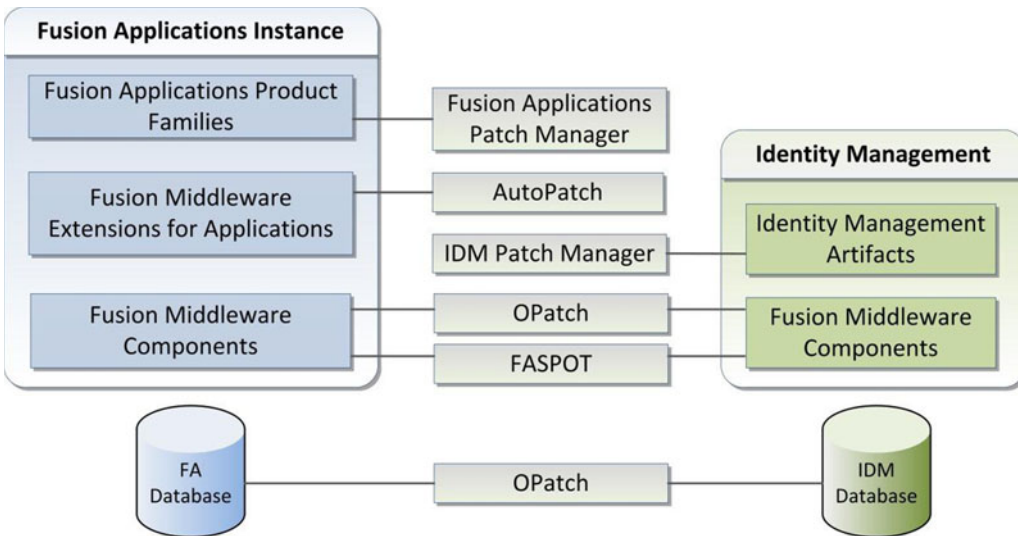 Fusion Applications Instance
Fusion Applications Product
Families
Fusion Applications
Patch Manager
Identity Management
Fusion Middleware
Extensions for Applications
AutoPatch
IDM Patch Manager
Identity Management
Artifacts
Fusion Middleware
Components
OPatch
FASPOT
Fusion Middleware
Components
FA
Database
OPatch
IDM
Database